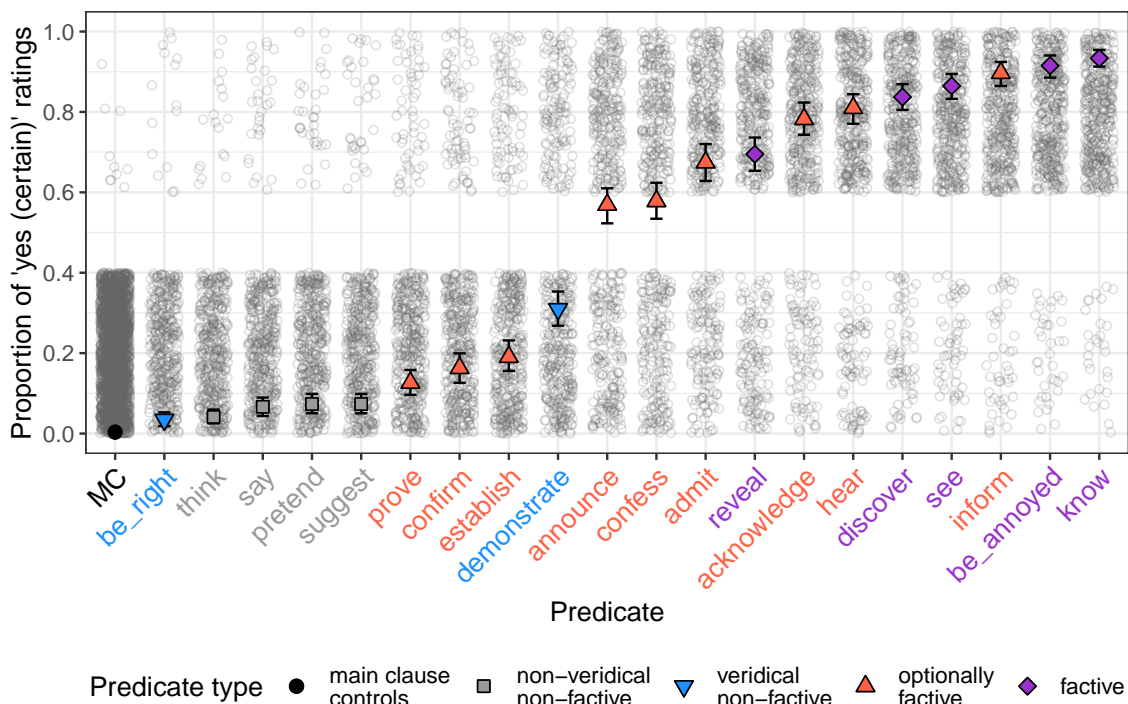 Proportion of 'yes (certain)' ratings
1.0
0.8
0.6
0.4
0.2
0.0
MC
be_right
think
say
pretend
suggest
prove
confirm
establish
demonstrate
announce
confess
admit
reveal
acknowledge
hear
discover
see
inform
be_annoyed
know
Predicate
Predicate type
main clause
controls
non−veridical
non−factive
veridical
non−factive
optionally
factive
factive